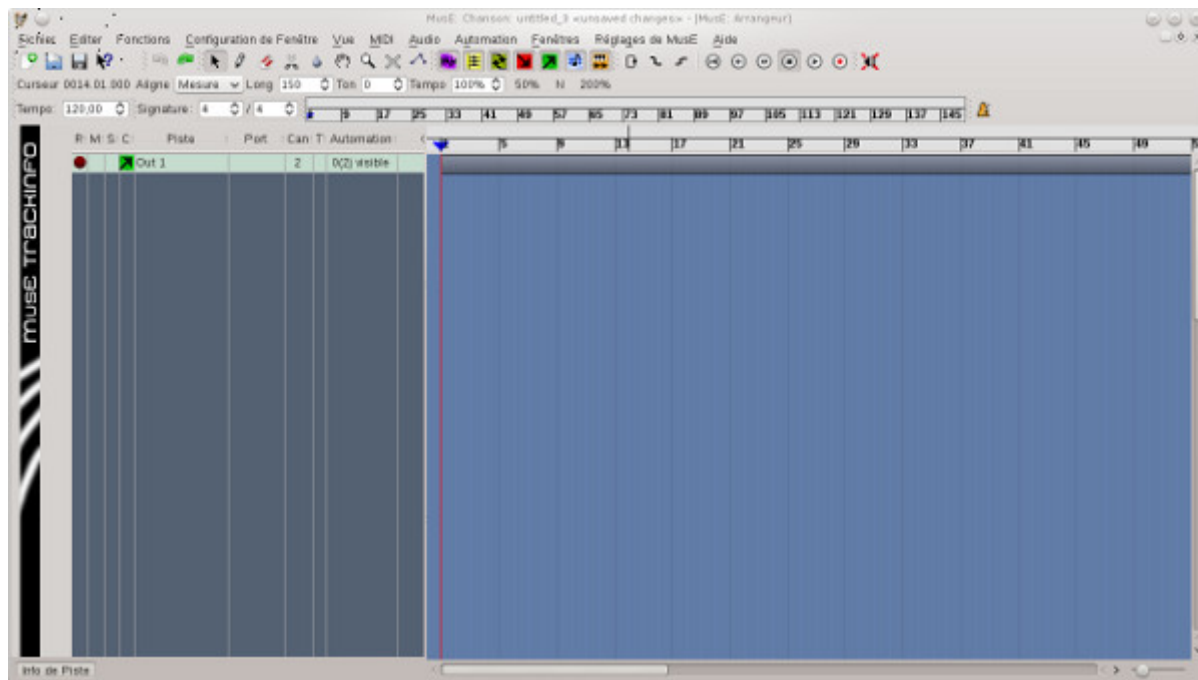 MusE: Chanson: untitled_3 «unsaved changes» - [MusE: Arrangeur]
Fichier Editer Fonctions Configuration de Fenêtre Vue MIDI Audio Automation Fenêtres Réglages de MusE Aide
Curseur 0014.01.000 Aligne Mesure Long 150 Ton 0 Tempo 100% 50% N 200%
Tempo: 120,00 Signature: 4 / 4 9 17 25 33 41 49 57 65 73 81 89 97 105 113 121 129 137 145
R M S C Piste Port Can T Automation 5 9 13 17 21 25 29 33 37 41 45 49
Out 1 2 0(2) visible
muse trackinfo
Info de Piste